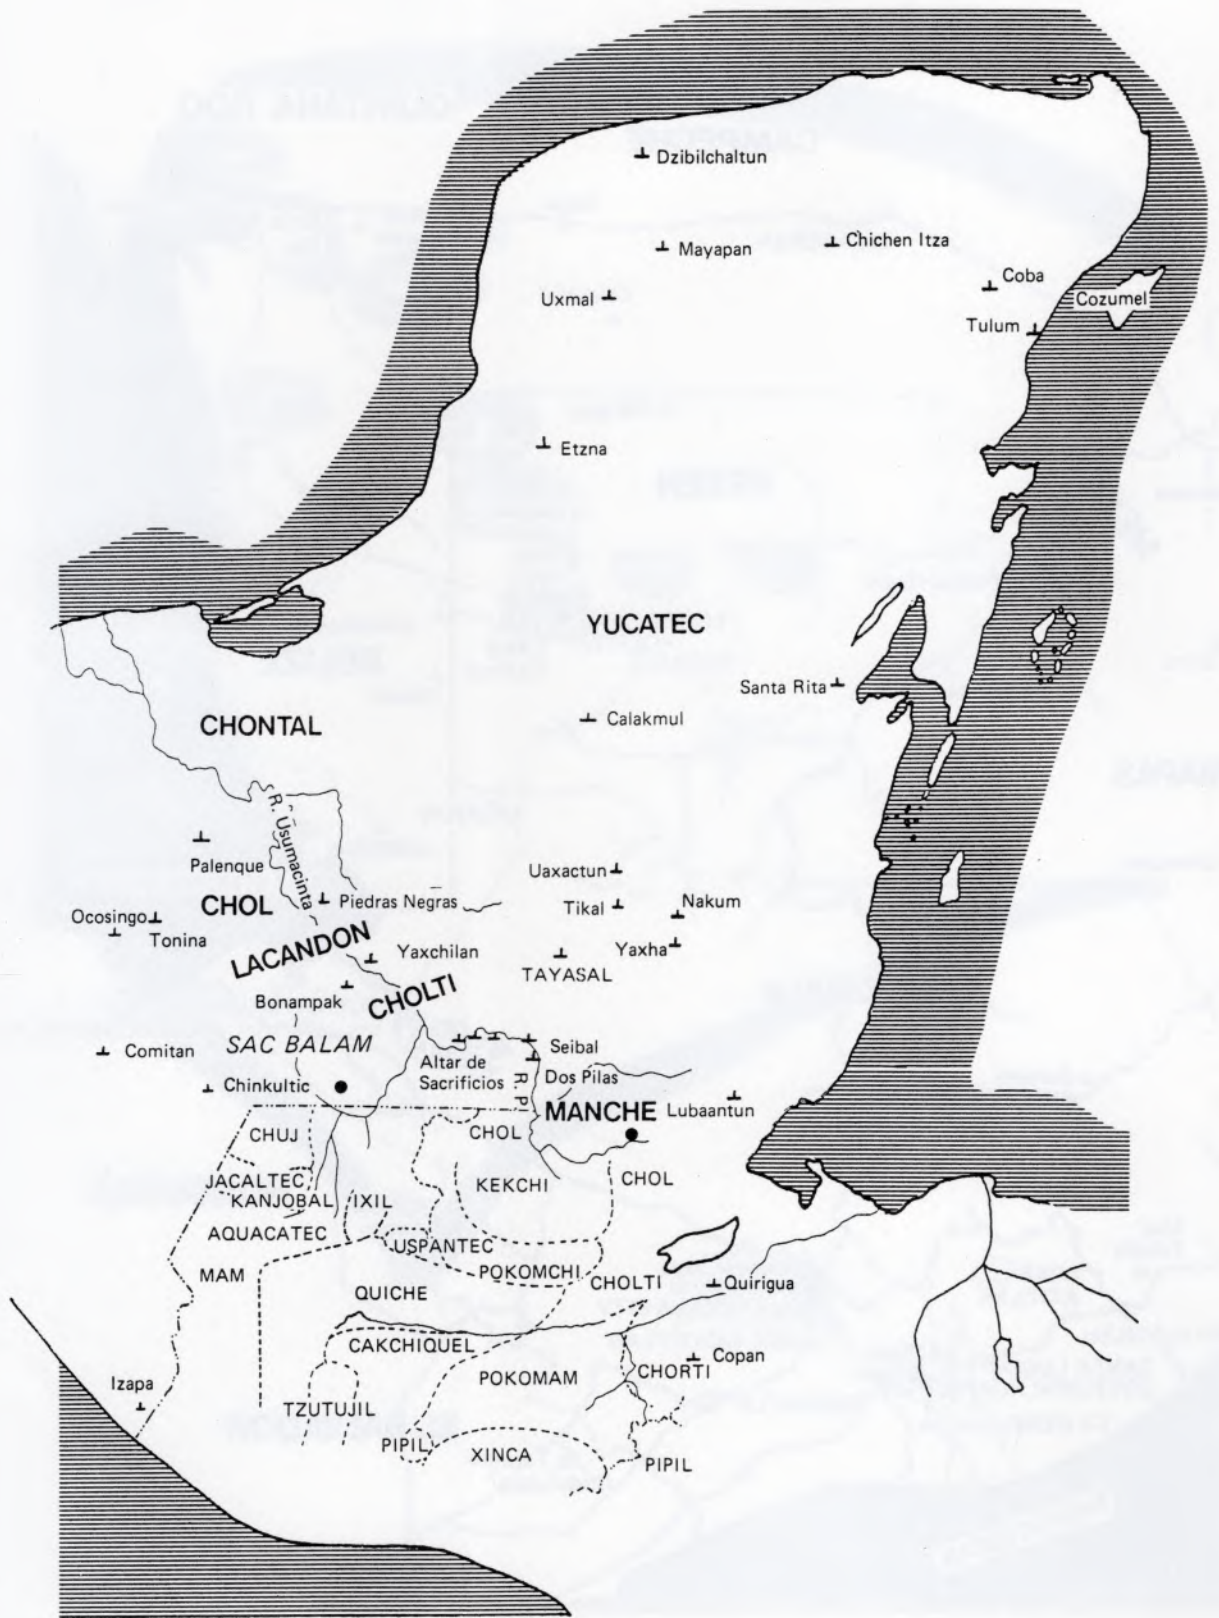 Dzibilchaltun
Mayapan
Chichen Itza
Coba
Uxmal
Cozumel
Tulum
Etzna
YUCATEC
Santa Rita
Calakmul
CHONTAL
R. Usumacinta
Palenque
Uaxactun
CHOL
Piedras Negras
Tikal
Nakum
Ocosingo
Tonina
LACANDON
Yaxchilan
Yaxha
TAYASAL
Bonampak
CHOLTI
SAC BALAM
Comitan
Seibal
Altar de
Sacrificios
R. P
Dos Pilas
Chinkultic
MANCHE
Lubaantun
CHUJ
CHOL
JACALTEC
KEKCHI
CHOL
KANJOBAL
IXIL
AQUACATEC
USPANTEC
MAM
POKOMCHI
CHOLTI
Quirigua
QUICHE
CAKCHIQUEL
Copan
POKOMAM
CHORTI
Izapa
TZUTUJIL
PIPIL
XINCA
PIPIL